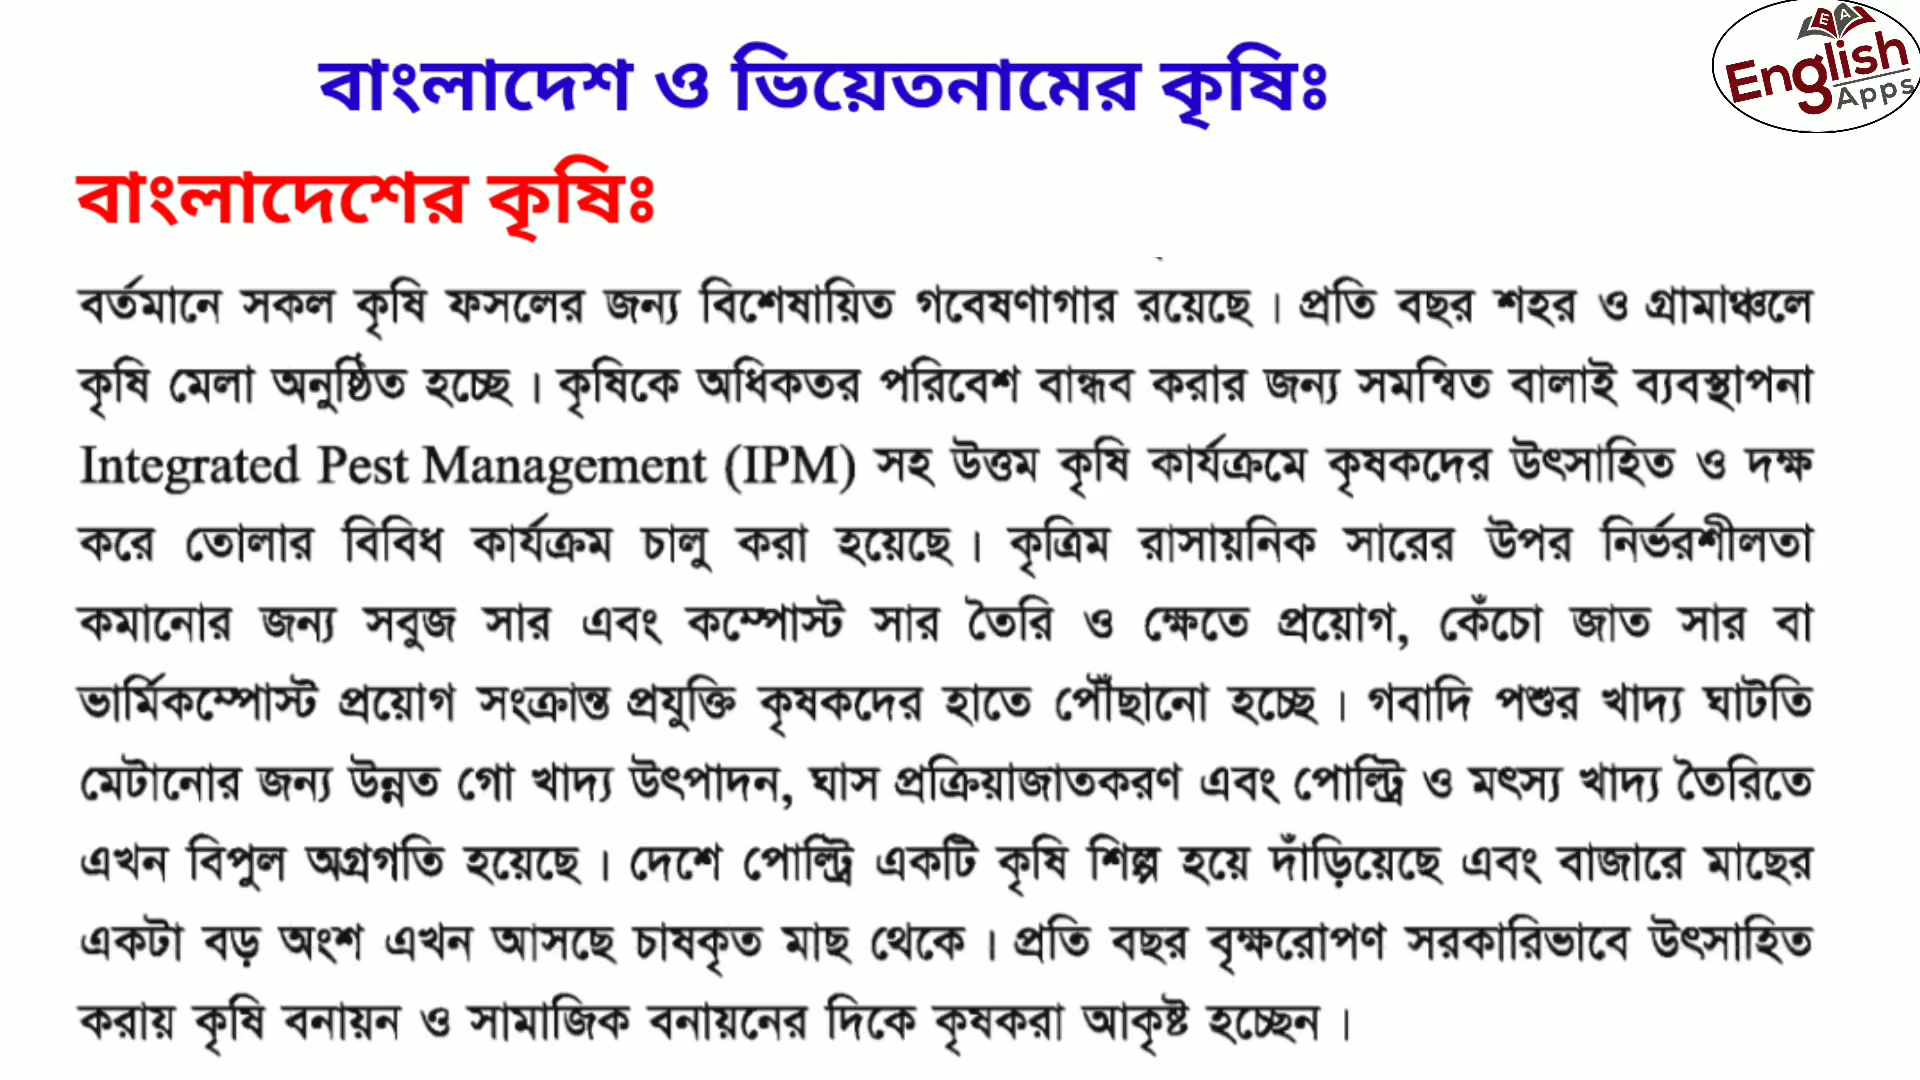 বাংলাদেশ ও ভিয়েতনামের কৃষিঃ
EA
English
Apps
বাংলাদেশের কৃষিঃ
বর্তমানে সকল কৃষি ফসলের জন্য বিশেষায়িত গবেষণাগার রয়েছে । প্রতি বছর শহর ও গ্রামাঞ্চলে
কৃষি মেলা অনুষ্ঠিত হচ্ছে । কৃষিকে অধিকতর পরিবেশ বান্ধব করার জন্য সমন্বিত বালাই ব্যবস্থাপনা
Integrated Pest Management (IPM) সহ উত্তম কৃষি কার্যক্রমে কৃষকদের উৎসাহিত ও দক্ষ
করে তোলার বিবিধ কার্যক্রম চালু করা হয়েছে । কৃত্রিম রাসায়নিক সারের উপর নির্ভরশীলতা
কমানোর জন্য সবুজ সার এবং কম্পোস্ট সার তৈরি ও ক্ষেতে প্রয়োগ, কেঁচো জাত সার বা
ভার্মিকম্পোস্ট প্রয়োগ সংক্রান্ত প্রযুক্তি কৃষকদের হাতে পৌঁছানো হচ্ছে । গবাদি পশুর খাদ্য ঘাটতি
মেটানোর জন্য উন্নত গো খাদ্য উৎপাদন, ঘাস প্রক্রিয়াজাতকরণ এবং পোল্ট্রি ও মৎস্য খাদ্য তৈরিতে
এখন বিপুল অগ্রগতি হয়েছে । দেশে পোল্ট্রি একটি কৃষি শিল্প হয়ে দাঁড়িয়েছে এবং বাজারে মাছের
একটা বড় অংশ এখন আসছে চাষকৃত মাছ থেকে । প্রতি বছর বৃক্ষরোপণ সরকারিভাবে উৎসাহিত
করায় কৃষি বনায়ন ও সামাজিক বনায়নের দিকে কৃষকরা আকৃষ্ট হচ্ছেন ।